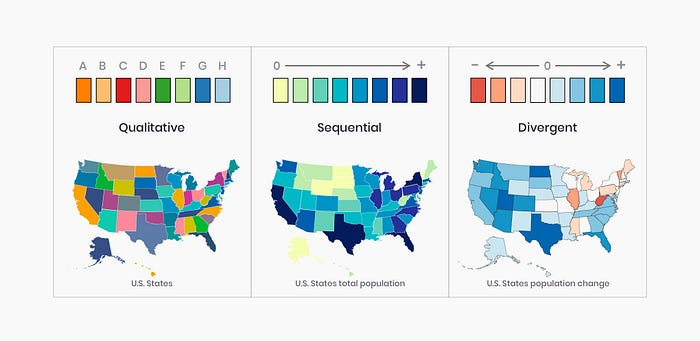 A B C D E F G H
Qualitative
U.S. States
0 +
Sequential
U.S. States total population
- 0 +
Divergent
U.S. States population change